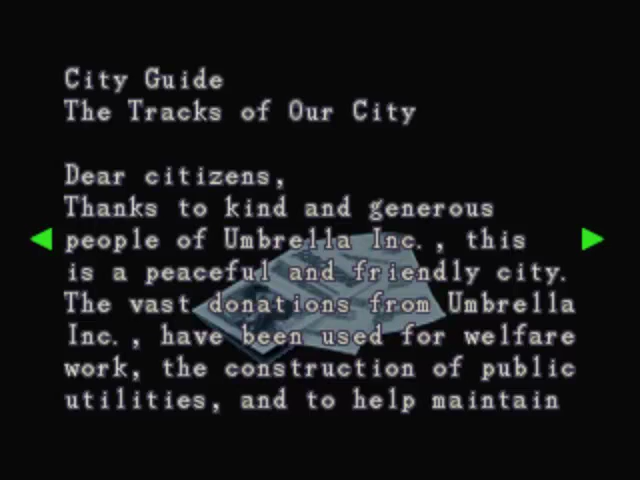 City Guide
The Tracks of Our City
Dear citizens,
Thanks to kind and generous
people of Umbrella Inc., this
is a peaceful and friendly city.
The vast donations from Umbrella
Inc., have been used for welfare
work, the construction of public
utilities, and to help maintain